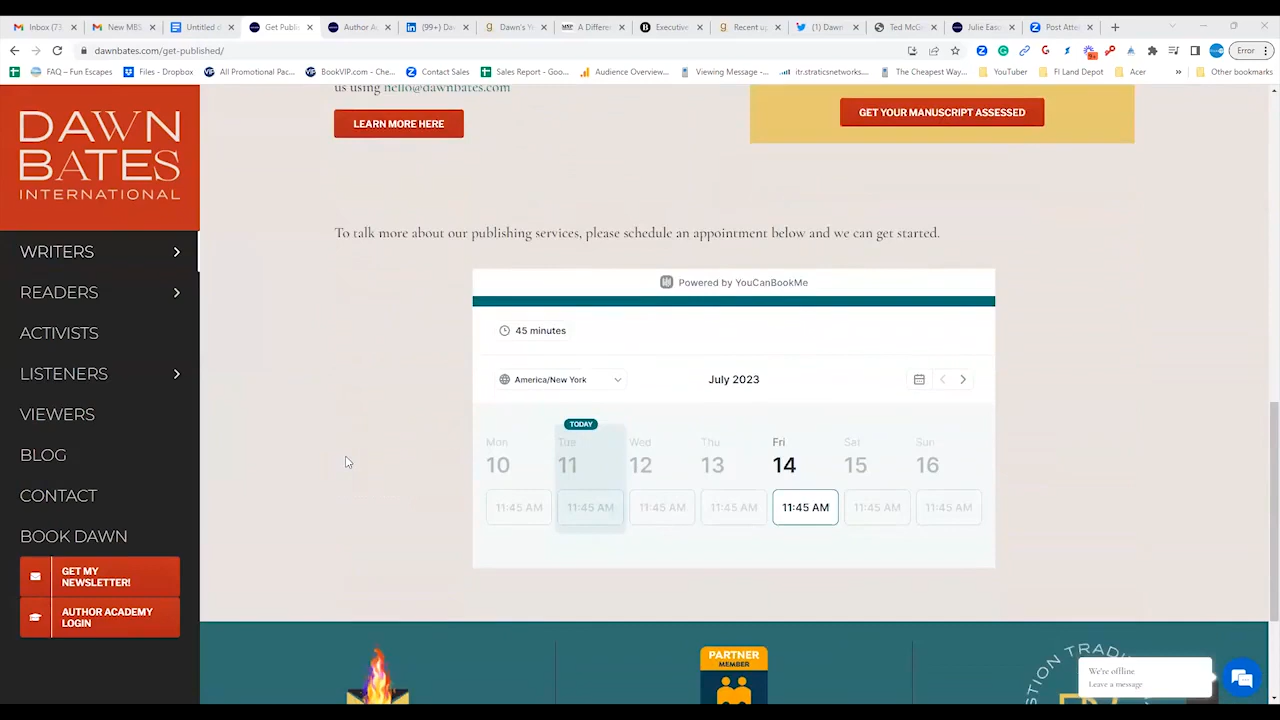 Inbox (73
New MBS
Untitled d
Get Publi
Author Ac
(99+) Da
Dawn's Y
A Differe
Executive
Recent up
(1) Dawn
Ted McG
Julie Easo
Post Atte
dawnbates.com/get-published/
Error
FAQ – Fun Escapes
Files - Dropbox
All Promotional Pac...
BookVIP.com - Che...
Contact Sales
Sales Report - Goo...
Audience Overview...
Viewing Message -...
itr.straticsnetworks...
The Cheapest Way...
YouTuber
FI Land Depot
Acer
»
Other bookmarks
DAWN
BATES
INTERNATIONAL
WRITERS
READERS
ACTIVISTS
LISTENERS
VIEWERS
BLOG
CONTACT
BOOK DAWN
GET MY
NEWSLETTER!
AUTHOR ACADEMY
LOGIN
us using hello@dawnbates.com
LEARN MORE HERE
GET YOUR MANUSCRIPT ASSESSED
To talk more about our publishing services, please schedule an appointment below and we can get started.
Powered by YouCanBookMe
45 minutes
America/New York
July 2023
TODAY
Mon Tue Wed Thu Fri Sat Sun
10 11 12 13 14 15 16
11:45 AM 11:45 AM 11:45 AM 11:45 AM 11:45 AM 11:45 AM 11:45 AM
PARTNER
MEMBER
We're offline
Leave a message